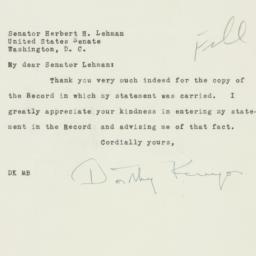 Senator Herbert H. Lehman
United States Senate
Washington, D. C.
My dear Senator Lehman:
Thank you very much indeed for the copy of
the Record in which my statement was carried. I
greatly appreciate your kindness in entering my state-
ment in the Record and advising me of that fact.
Cordially yours,
DK MB
Dorothy Kenyon